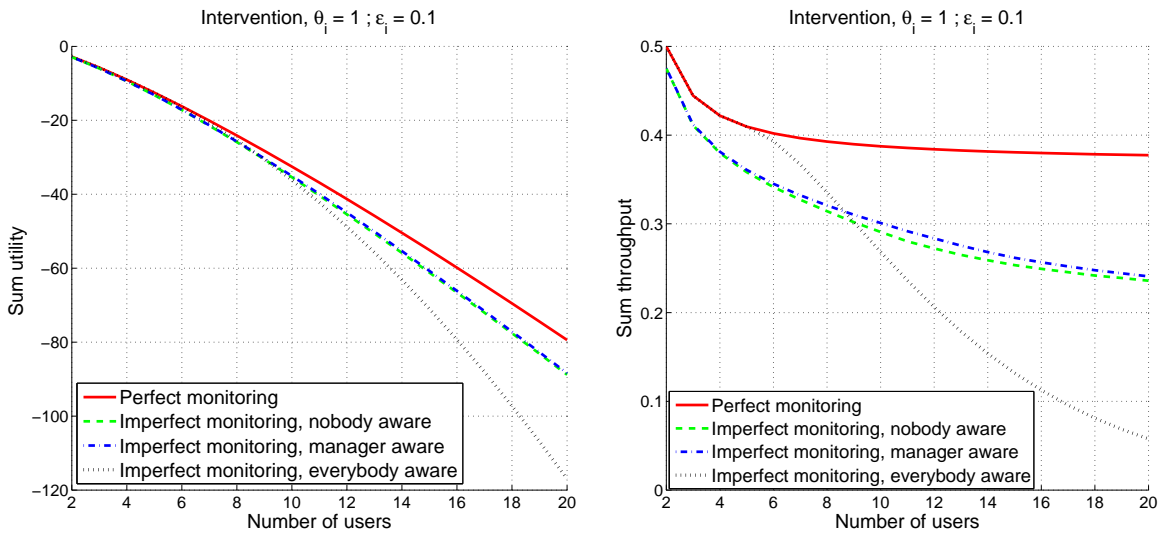 Intervention, θ_i = 1 ; ε_i = 0.1
0
−20
−40
−60
−80
−100
−120
Sum utility
2
4
6
8
10
12
14
16
18
20
Number of users
Perfect monitoring
Imperfect monitoring, nobody aware
Imperfect monitoring, manager aware
Imperfect monitoring, everybody aware
Intervention, θ_i = 1 ; ε_i = 0.1
0.5
0.4
0.3
0.2
0.1
0
Sum throughput
2
4
6
8
10
12
14
16
18
20
Number of users
Perfect monitoring
Imperfect monitoring, nobody aware
Imperfect monitoring, manager aware
Imperfect monitoring, everybody aware